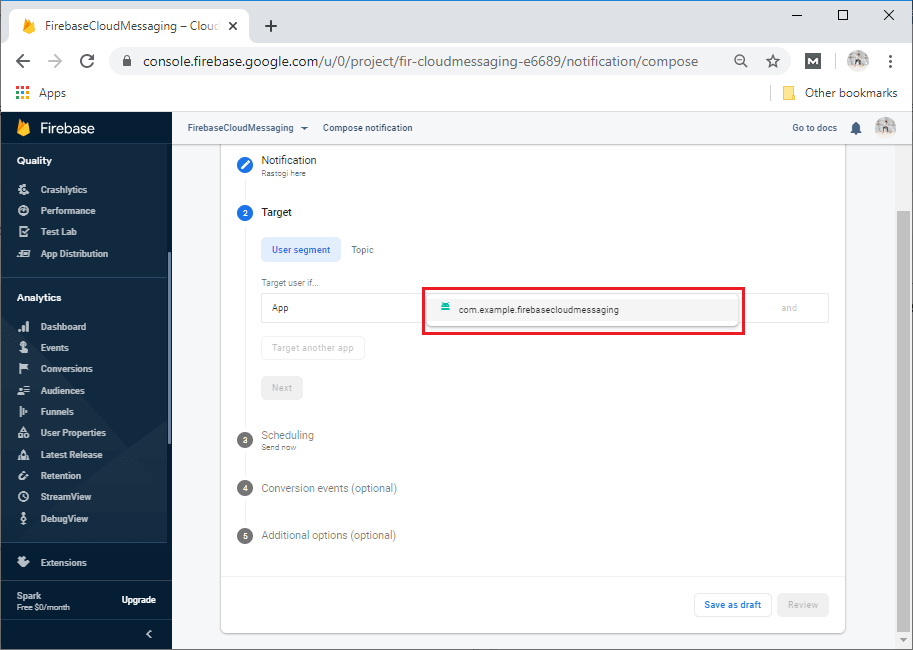 FirebaseCloudMessaging – Cloud
console.firebase.google.com/u/0/project/fir-cloudmessaging-e6689/notification/compose
M
Apps
Other bookmarks
Firebase
FirebaseCloudMessaging
Compose notification
Go to docs
Quality
Crashlytics
Performance
Test Lab
App Distribution
Analytics
Dashboard
Events
Conversions
Audiences
Funnels
User Properties
Latest Release
Retention
StreamView
DebugView
Extensions
Spark
Free $0/month
Upgrade
Notification
Rastogi here
2
Target
User segment
Topic
Target user if...
App
com.example.firebasecloudmessaging
and
Target another app
Next
3
Scheduling
Send now
4
Conversion events (optional)
5
Additional options (optional)
Save as draft
Review